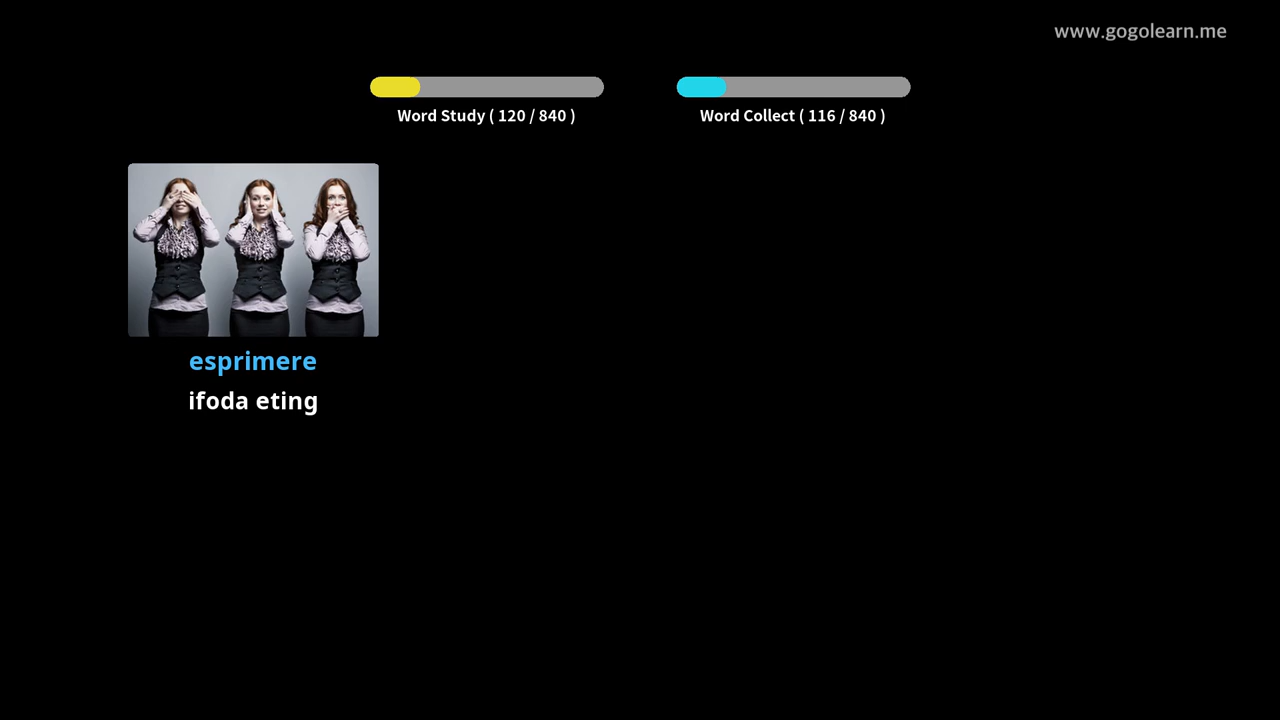 www.gogolearn.me
Word Study ( 120 / 840 )
Word Collect ( 116 / 840 )
esprimere
ifoda eting